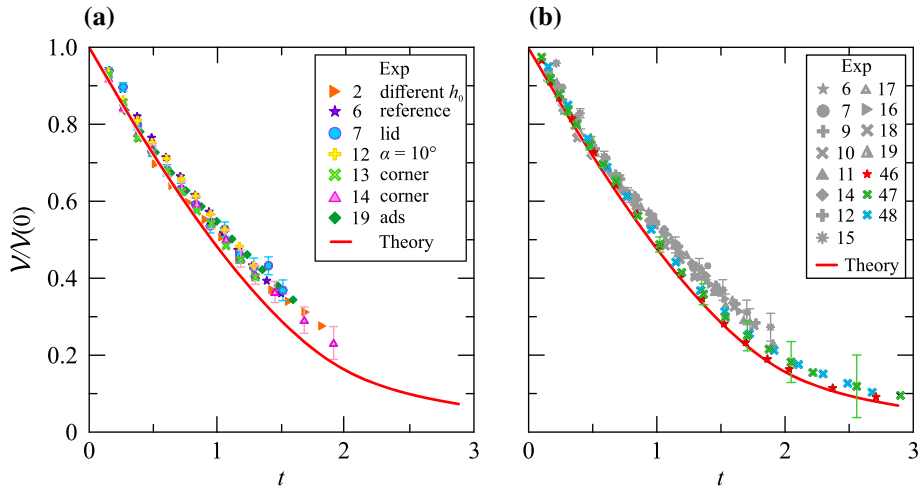 (a)
1.0
0.8
0.6
0.4
0.2
0
V/V(0)
0
1
2
3
t
Exp
2 different h₀
6 reference
7 lid
12 α = 10°
13 corner
14 corner
19 ads
Theory
(b)
0
1
2
3
t
Exp
6 17
7 16
9 18
10 19
11 46
14 47
12 48
15
Theory